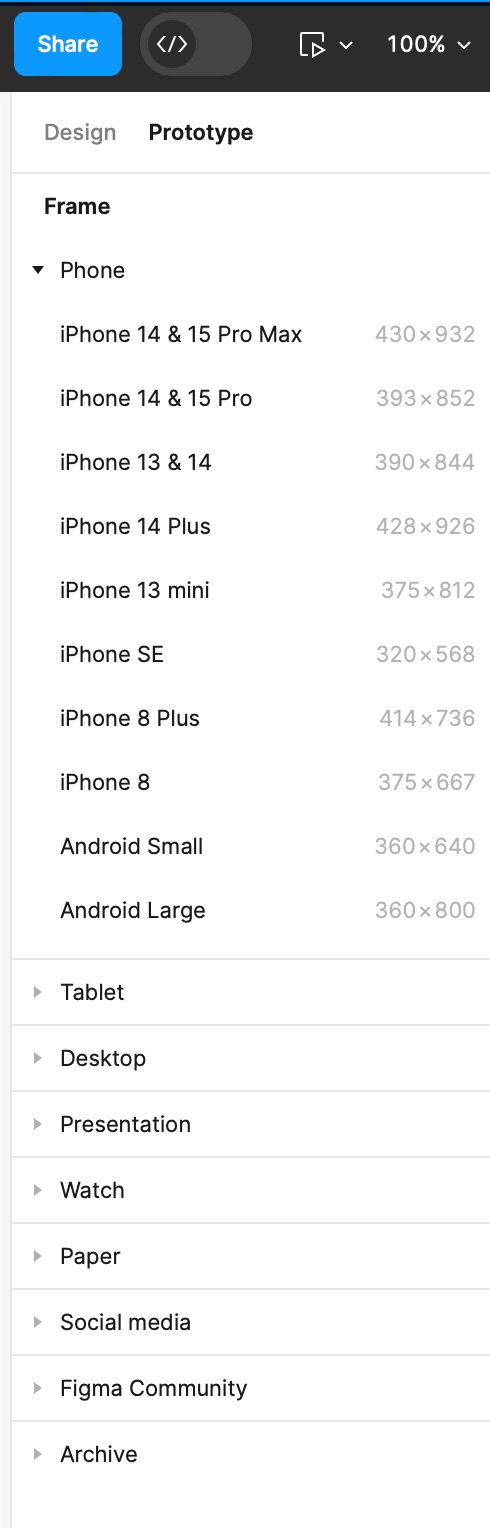 Share </> 100%
Design Prototype
Frame
Phone
iPhone 14 & 15 Pro Max 430×932
iPhone 14 & 15 Pro 393×852
iPhone 13 & 14 390×844
iPhone 14 Plus 428×926
iPhone 13 mini 375×812
iPhone SE 320×568
iPhone 8 Plus 414×736
iPhone 8 375×667
Android Small 360×640
Android Large 360×800
Tablet
Desktop
Presentation
Watch
Paper
Social media
Figma Community
Archive